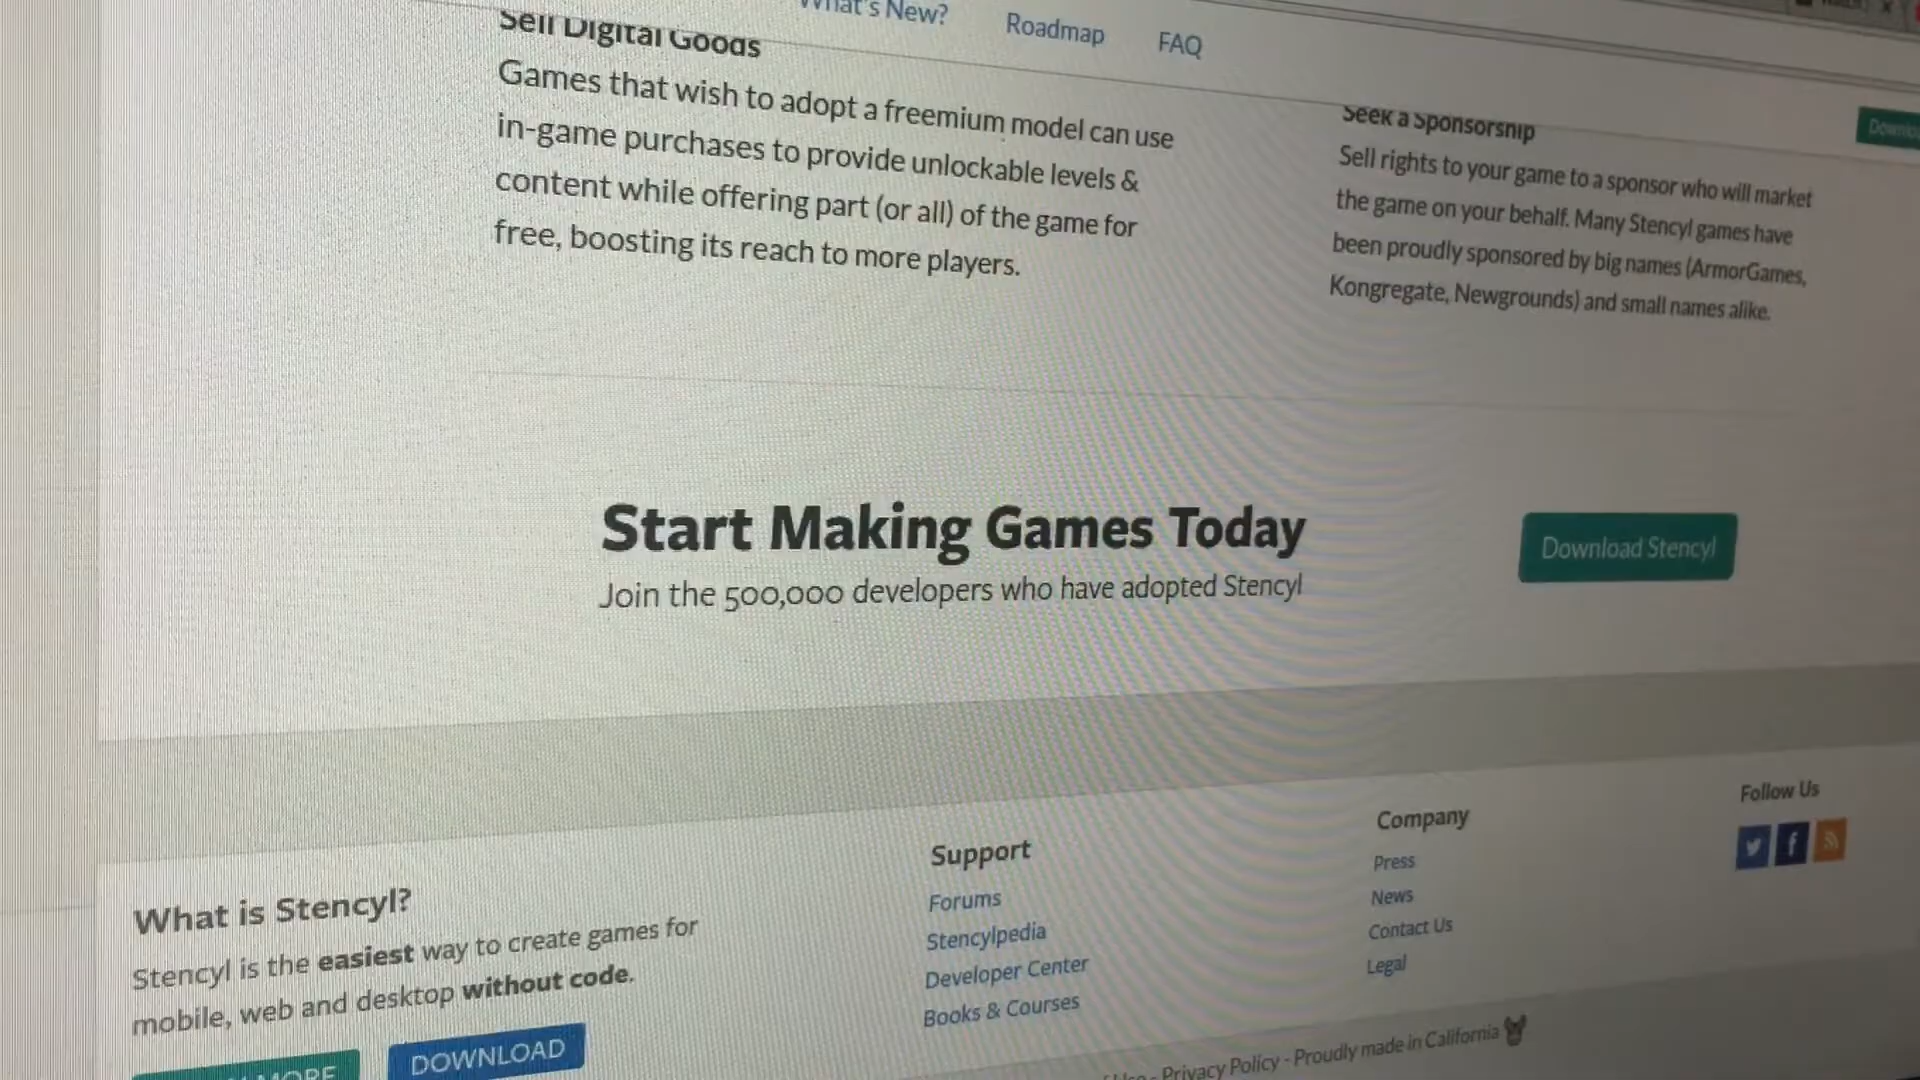 What's New?
Roadmap
FAQ
Sell Digital Goods
Games that wish to adopt a freemium model can use
in-game purchases to provide unlockable levels &
content while offering part (or all) of the game for
free, boosting its reach to more players.
Seek a Sponsorship
Sell rights to your game to a sponsor who will market
the game on your behalf. Many Stencyl games have
been proudly sponsored by big names (ArmorGames,
Kongregate, Newgrounds) and small names alike.
Start Making Games Today
Join the 500,000 developers who have adopted Stencyl
Download Stencyl
What is Stencyl?
Stencyl is the easiest way to create games for
mobile, web and desktop without code.
MORE
DOWNLOAD
Support
Forums
Stencylpedia
Developer Center
Books & Courses
Company
Press
News
Contact Us
Legal
Follow Us
- Privacy Policy - Proudly made in California